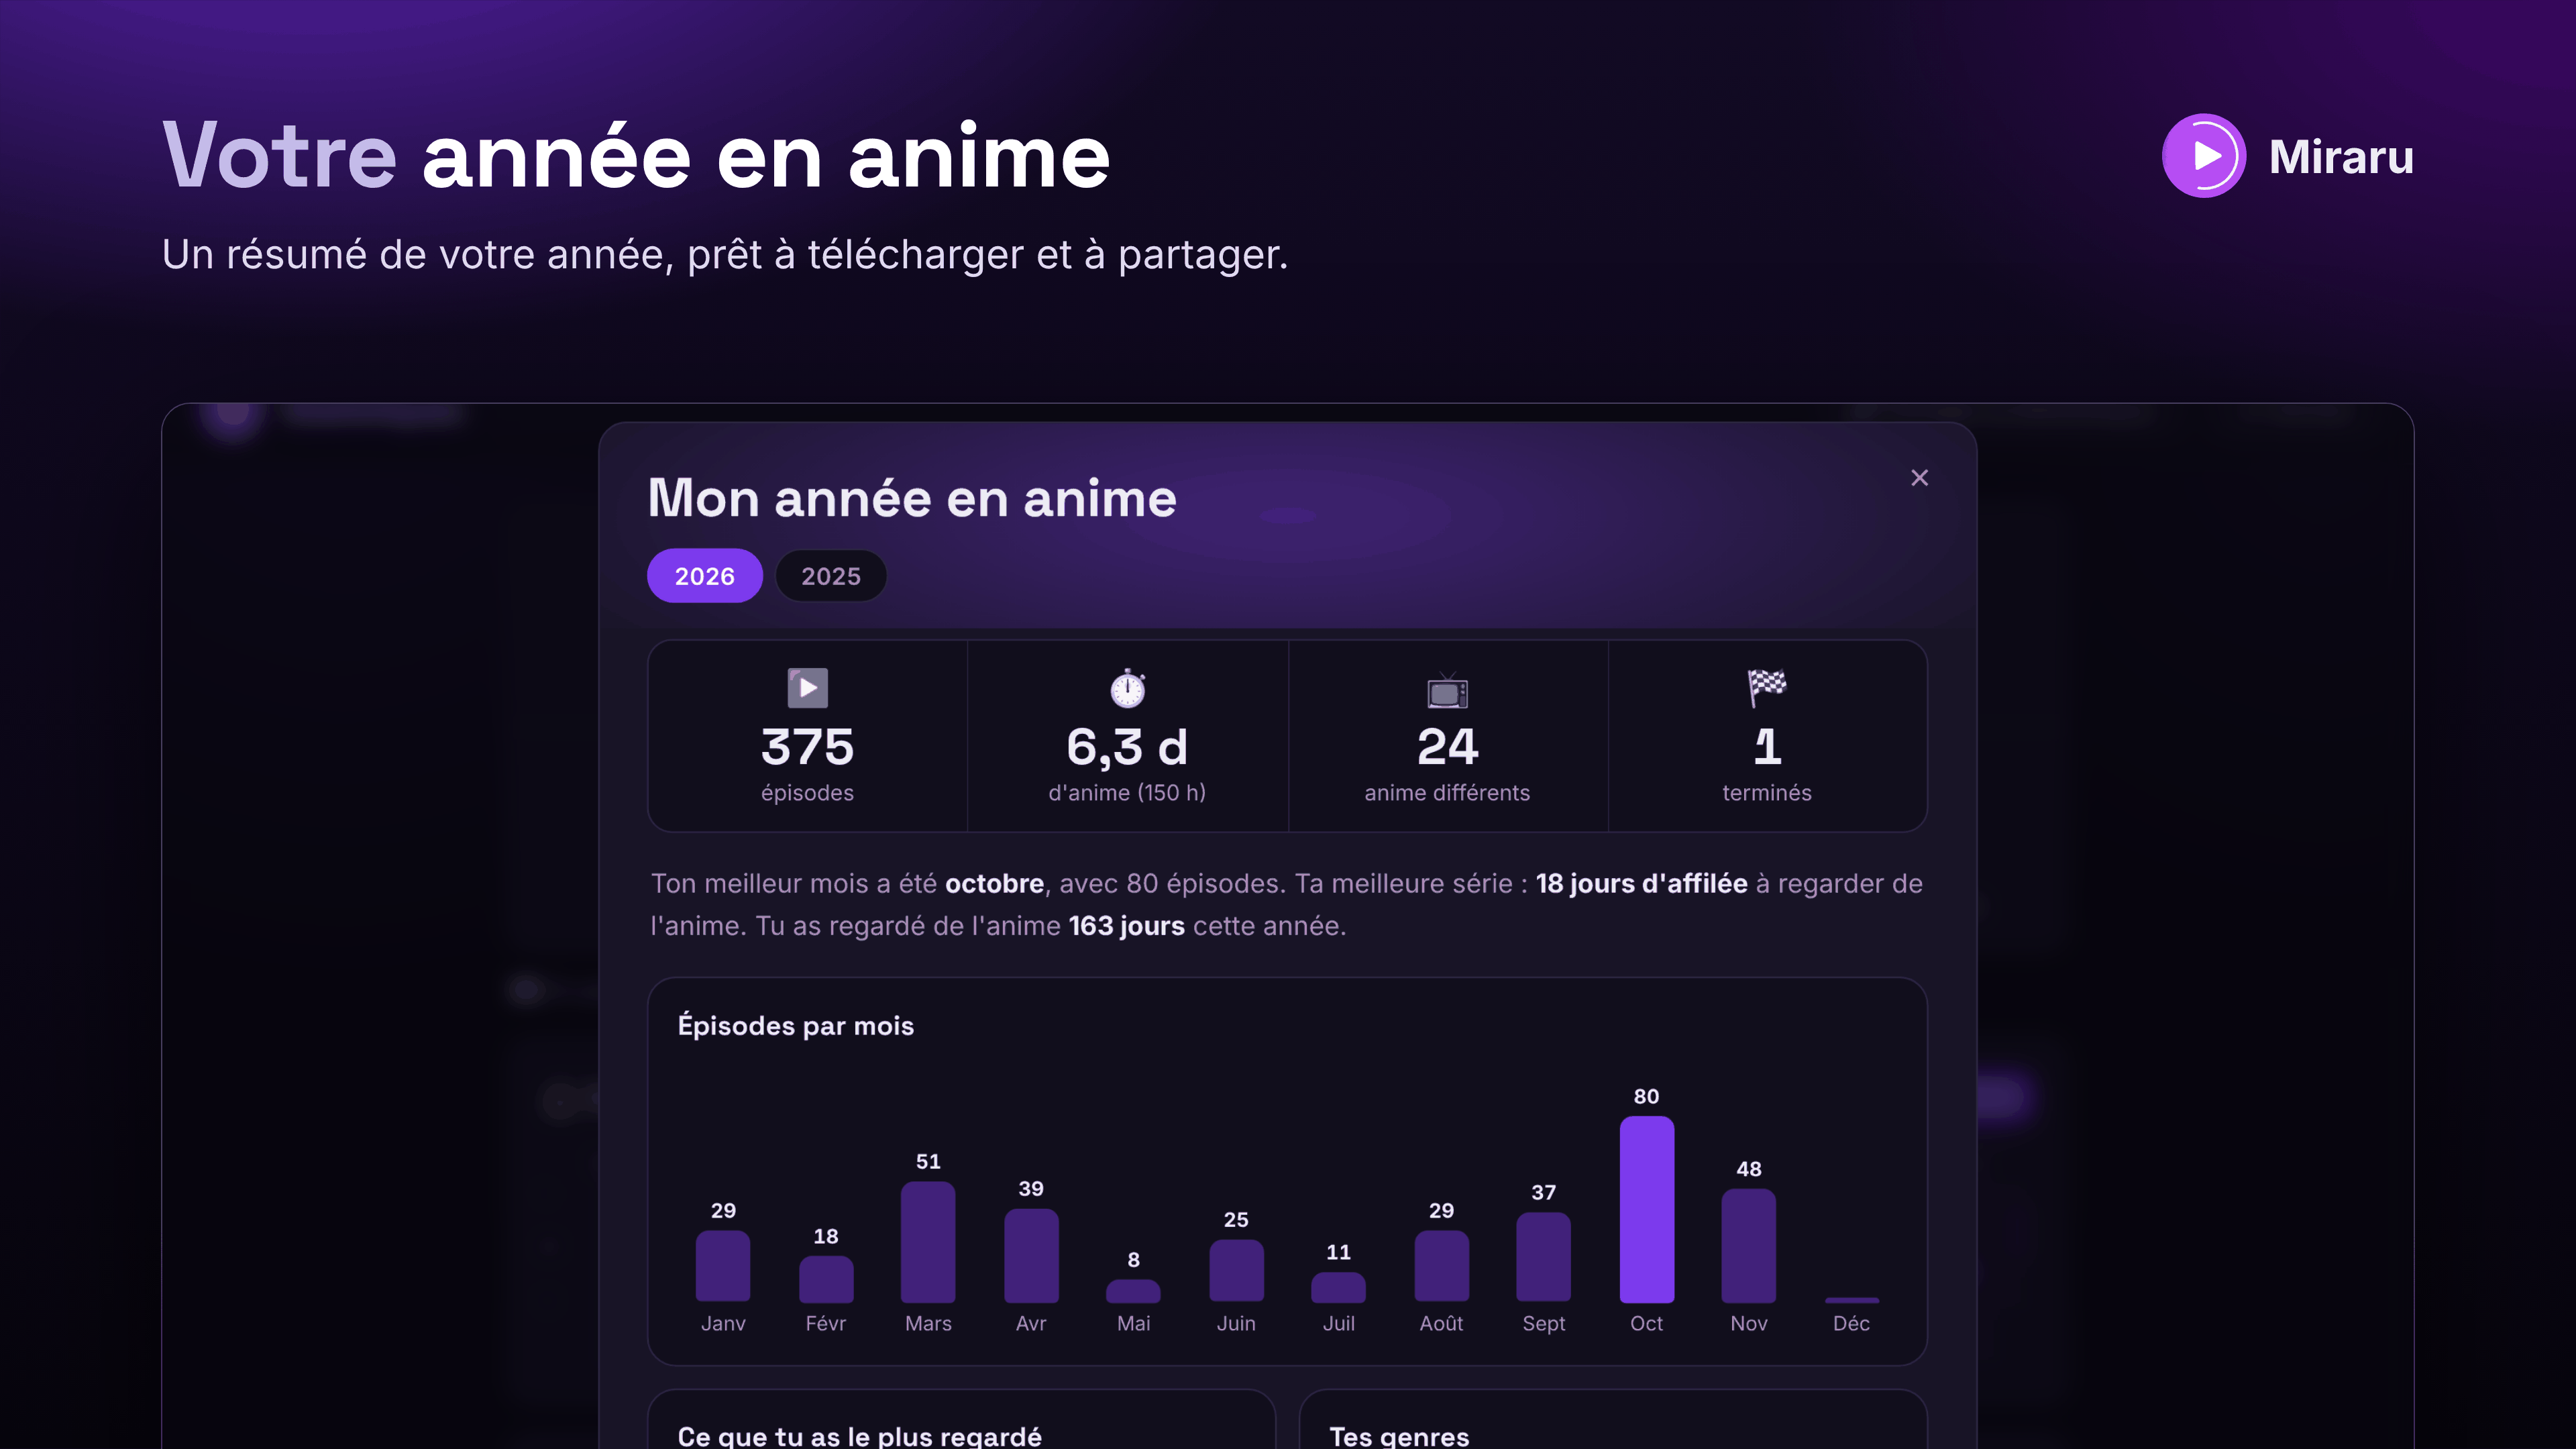 Votre année en anime
Miraru
Un résumé de votre année, prêt à télécharger et à partager.
Mon année en anime
×
2026
2025
375
épisodes
6,3 d
d'anime (150 h)
24
anime différents
1
terminés
Ton meilleur mois a été octobre, avec 80 épisodes. Ta meilleure série : 18 jours d'affilée à regarder de
l'anime. Tu as regardé de l'anime 163 jours cette année.
Épisodes par mois
29
18
51
39
8
25
11
29
37
80
48
Janv
Févr
Mars
Avr
Mai
Juin
Juil
Août
Sept
Oct
Nov
Déc
Ce que tu as le plus regardé
Tes genres